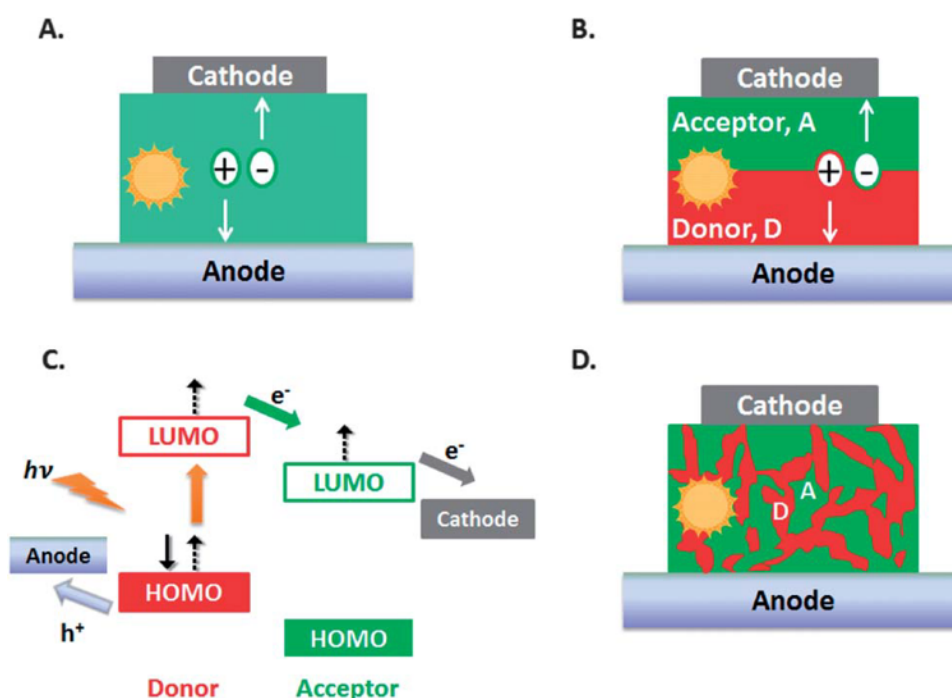 A.
Cathode
+ -
Anode
B.
Cathode
Acceptor, A
+ -
Donor, D
Anode
C.
e⁻
LUMO
hν
e⁻
LUMO
Cathode
Anode
HOMO
h⁺
HOMO
Donor
Acceptor
D.
Cathode
A
D
Anode